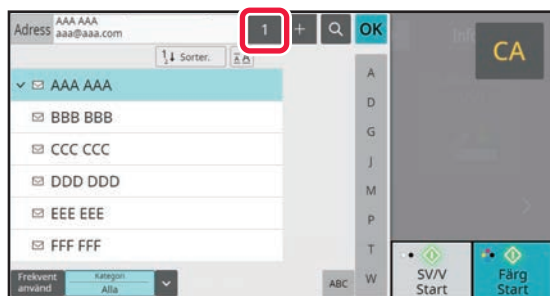 Adress
AAA AAA
aaa@aaa.com
1
+
OK
CA
Sorter.
AAA AAA
BBB BBB
CCC CCC
DDD DDD
EEE EEE
FFF FFF
A
D
G
J
M
P
T
W
Frekvent
använd
Kategori
Alla
ABC
SV/V
Start
Färg
Start